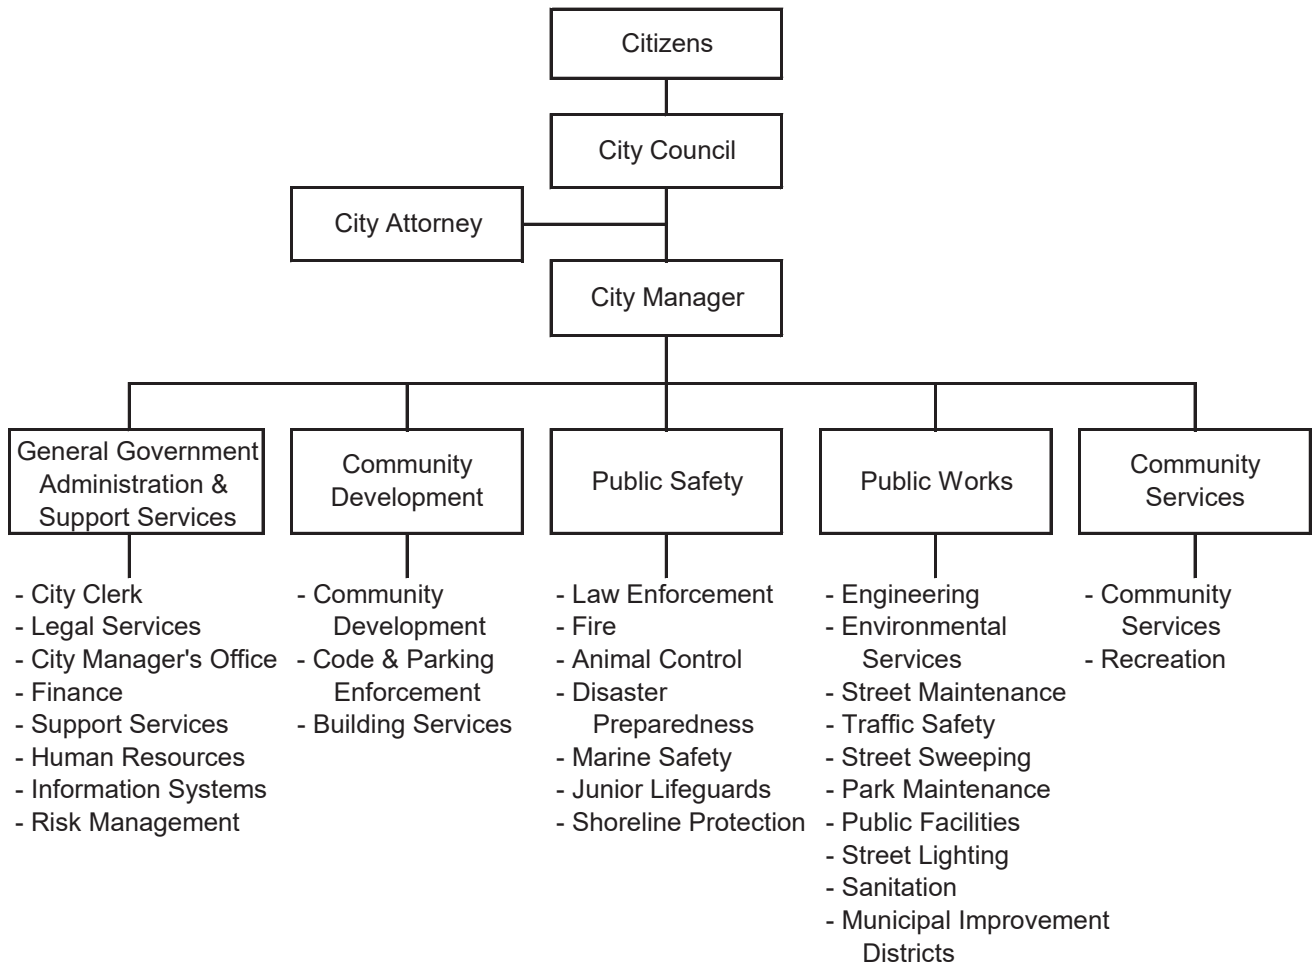 Citizens
City Council
City Attorney
City Manager
General Government
Administration &
Support Services
Community
Development
Public Safety
Public Works
Community
Services
- City Clerk
- Legal Services
- City Manager's Office
- Finance
- Support Services
- Human Resources
- Information Systems
- Risk Management
- Community
Development
- Code & Parking
Enforcement
- Building Services
- Law Enforcement
- Fire
- Animal Control
- Disaster
Preparedness
- Marine Safety
- Junior Lifeguards
- Shoreline Protection
- Engineering
- Environmental
Services
- Street Maintenance
- Traffic Safety
- Street Sweeping
- Park Maintenance
- Public Facilities
- Street Lighting
- Sanitation
- Municipal Improvement
Districts
- Community
Services
- Recreation